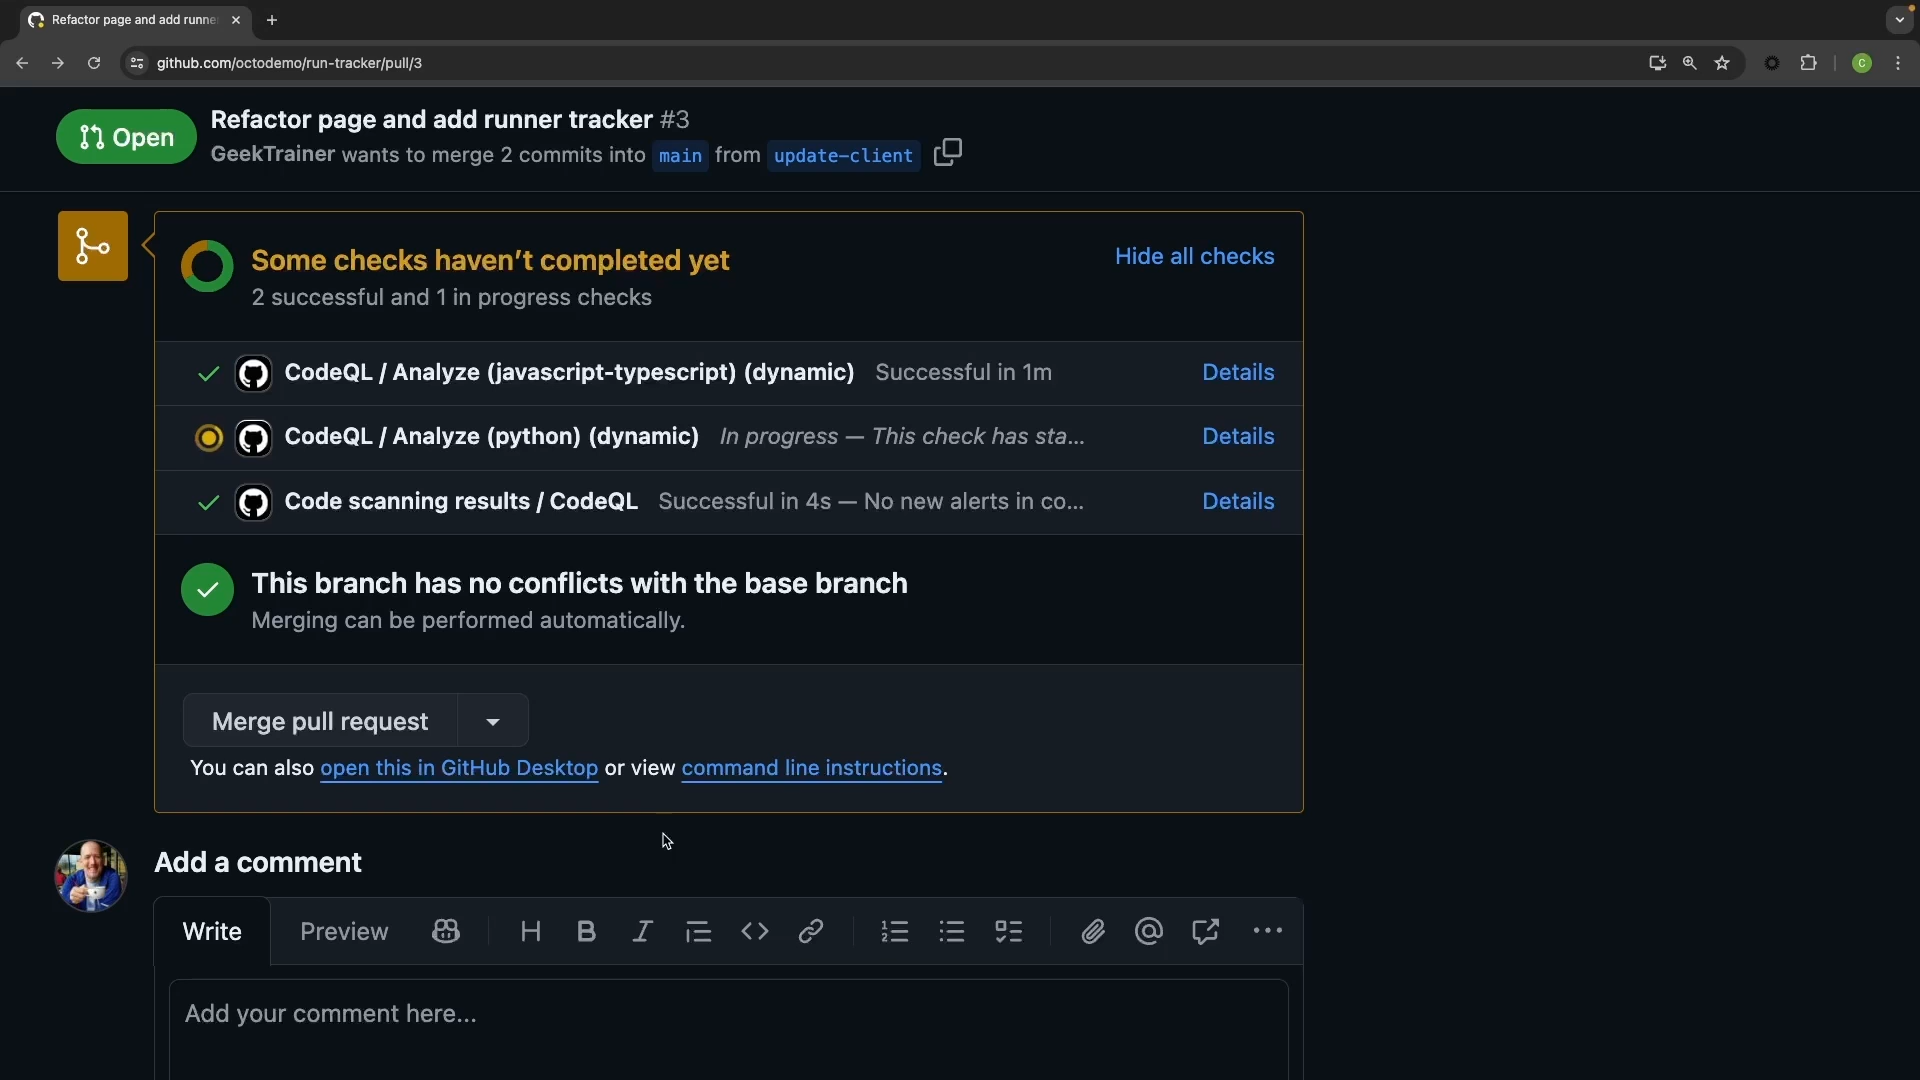 Refactor page and add runne
github.com/octodemo/run-tracker/pull/3
C
Open
Refactor page and add runner tracker #3
GeekTrainer wants to merge 2 commits into main from update-client
Some checks haven’t completed yet
Hide all checks
2 successful and 1 in progress checks
CodeQL / Analyze (javascript-typescript) (dynamic) Successful in 1m Details
CodeQL / Analyze (python) (dynamic) In progress — This check has sta... Details
Code scanning results / CodeQL Successful in 4s — No new alerts in co... Details
This branch has no conflicts with the base branch
Merging can be performed automatically.
Merge pull request
You can also open this in GitHub Desktop or view command line instructions.
Add a comment
Write Preview
Add your comment here...